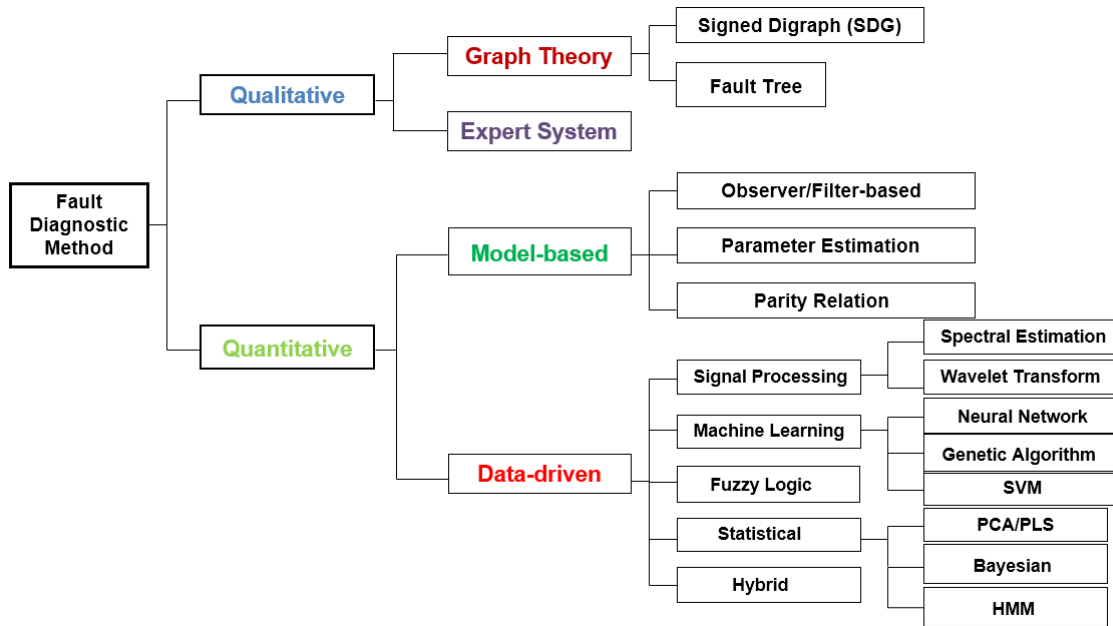 Fault
Diagnostic
Method
Qualitative
Graph Theory
Signed Digraph (SDG)
Fault Tree
Expert System
Quantitative
Model-based
Observer/Filter-based
Parameter Estimation
Parity Relation
Data-driven
Signal Processing
Spectral Estimation
Wavelet Transform
Machine Learning
Neural Network
Genetic Algorithm
SVM
Fuzzy Logic
Statistical
PCA/PLS
Bayesian
HMM
Hybrid